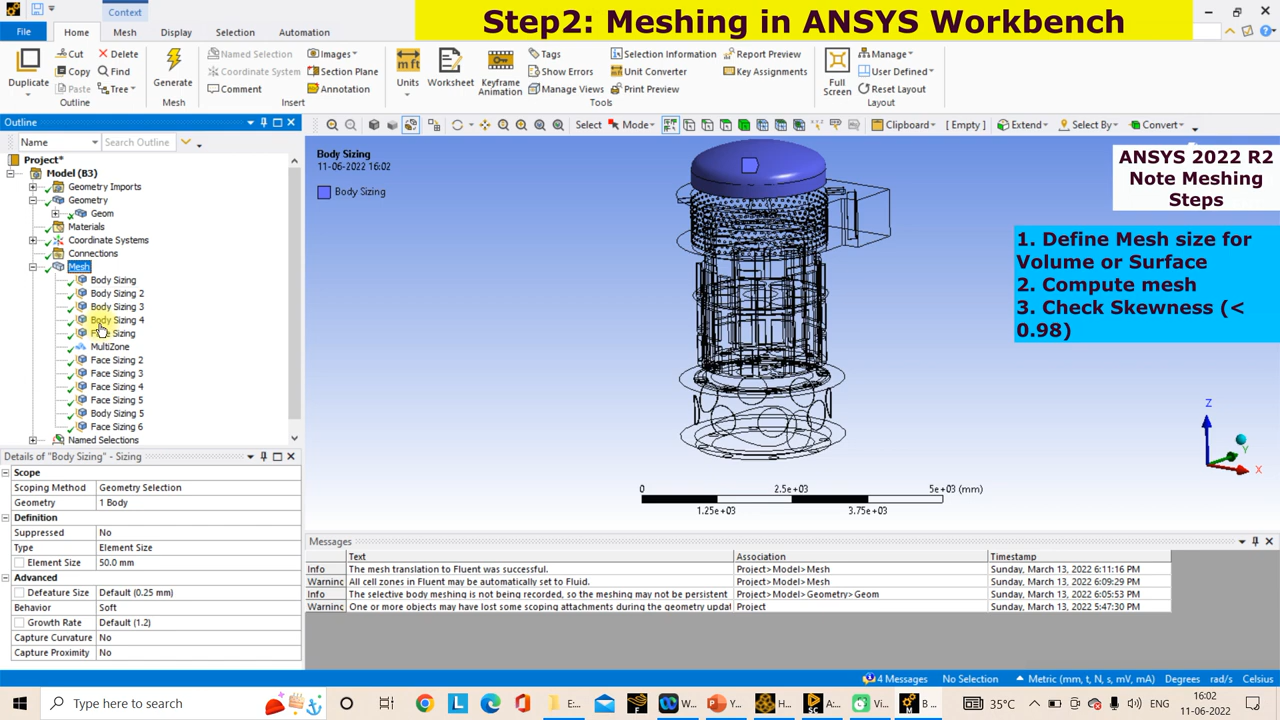 Context
Step2: Meshing in ANSYS Workbench
File Home Mesh Display Selection Automation
Duplicate
Outline
Cut
Copy
Paste
Delete
Find
Tree
Generate
Mesh
Named Selection
Coordinate System
Comment
Images
Section Plane
Annotation
Insert
Units
Worksheet
Keyframe
Animation
Tags
Show Errors
Manage Views
Selection Information
Unit Converter
Print Preview
Report Preview
Key Assignments
Tools
Full
Screen
Manage
User Defined
Reset Layout
Layout
Outline
Name Search Outline
Select Mode Clipboard [ Empty ] Extend Select By Convert
Project*
Model (B3)
Geometry Imports
Geometry
Geom
Materials
Coordinate Systems
Connections
Mesh
Body Sizing
Body Sizing 2
Body Sizing 3
Body Sizing 4
Sizing
MultiZone
Face Sizing 2
Face Sizing 3
Face Sizing 4
Face Sizing 5
Body Sizing 5
Face Sizing 6
Named Selections
Body Sizing
11-06-2022 16:02
Body Sizing
ANSYS 2022 R2
Note Meshing
Steps
1. Define Mesh size for
Volume or Surface
2. Compute mesh
3. Check Skewness (<
0.98)
Z
Y
X
0 2.5e+03 5e+03 (mm)
1.25e+03 3.75e+03
Details of "Body Sizing" - Sizing
Scope
Scoping Method Geometry Selection
Geometry 1 Body
Definition
Suppressed No
Type Element Size
Element Size 50.0 mm
Advanced
Defeature Size Default (0.25 mm)
Behavior Soft
Growth Rate Default (1.2)
Capture Curvature No
Capture Proximity No
Messages
Text Association Timestamp
Info The mesh translation to Fluent was successful. Project>Model>Mesh Sunday, March 13, 2022 6:11:16 PM
Warninc All cell zones in Fluent may be automatically set to Fluid. Project>Model>Mesh Sunday, March 13, 2022 6:09:29 PM
Info The selective body meshing is not being recorded, so the meshing may not be persistent Project>Model>Geometry>Geom Sunday, March 13, 2022 6:05:53 PM
Warninc One or more objects may have lost some scoping attachments during the geometry updat Project Sunday, March 13, 2022 5:47:30 PM
4 Messages No Selection Metric (mm, t, N, s, mV, mA) Degrees rad/s Celsius
Type here to search
E...
W...
Y...
H...
A:...
G...
B...
35°C
ENG
16:02
11-06-2022